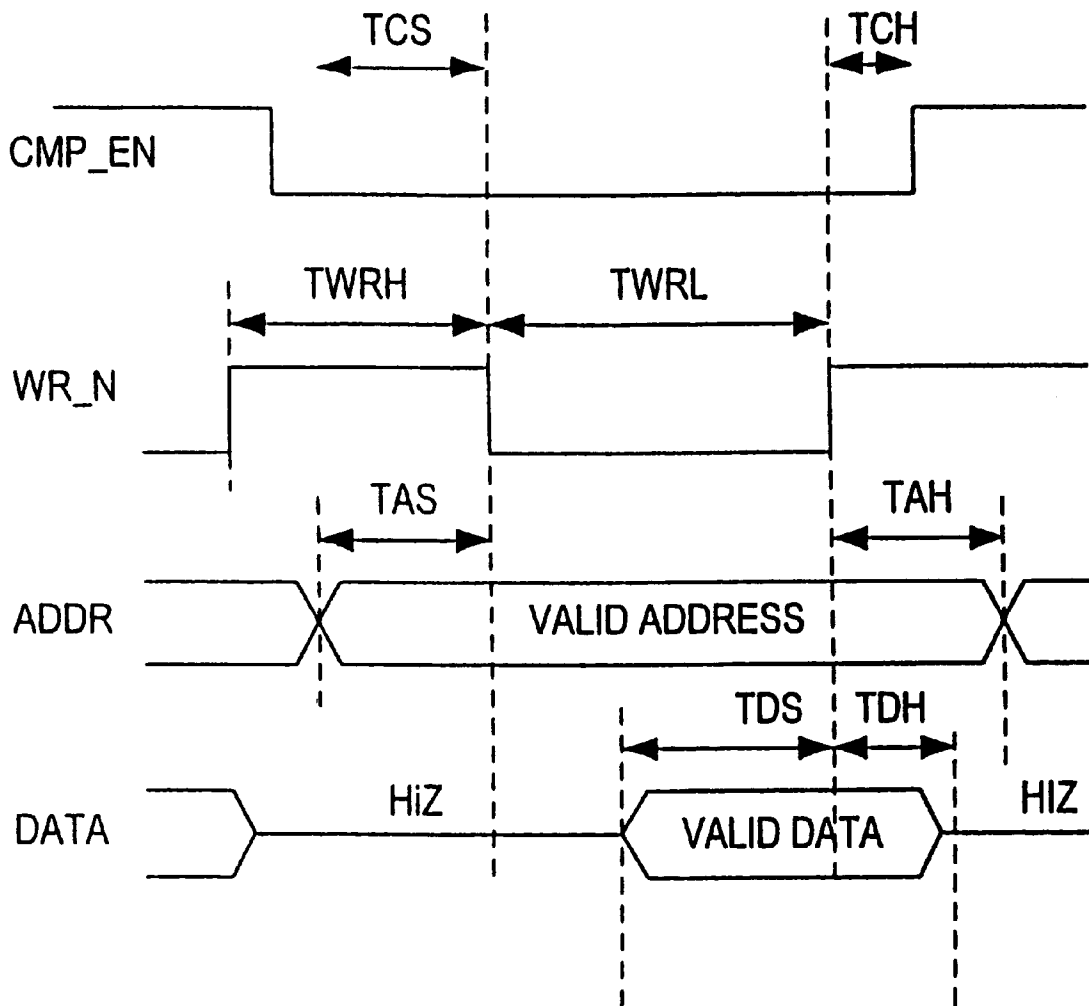 TCS
TCH
CMP_EN
TWRH
TWRL
WR_N
TAS
TAH
ADDR
VALID ADDRESS
TDS
TDH
DATA
HiZ
VALID DATA
HIZ